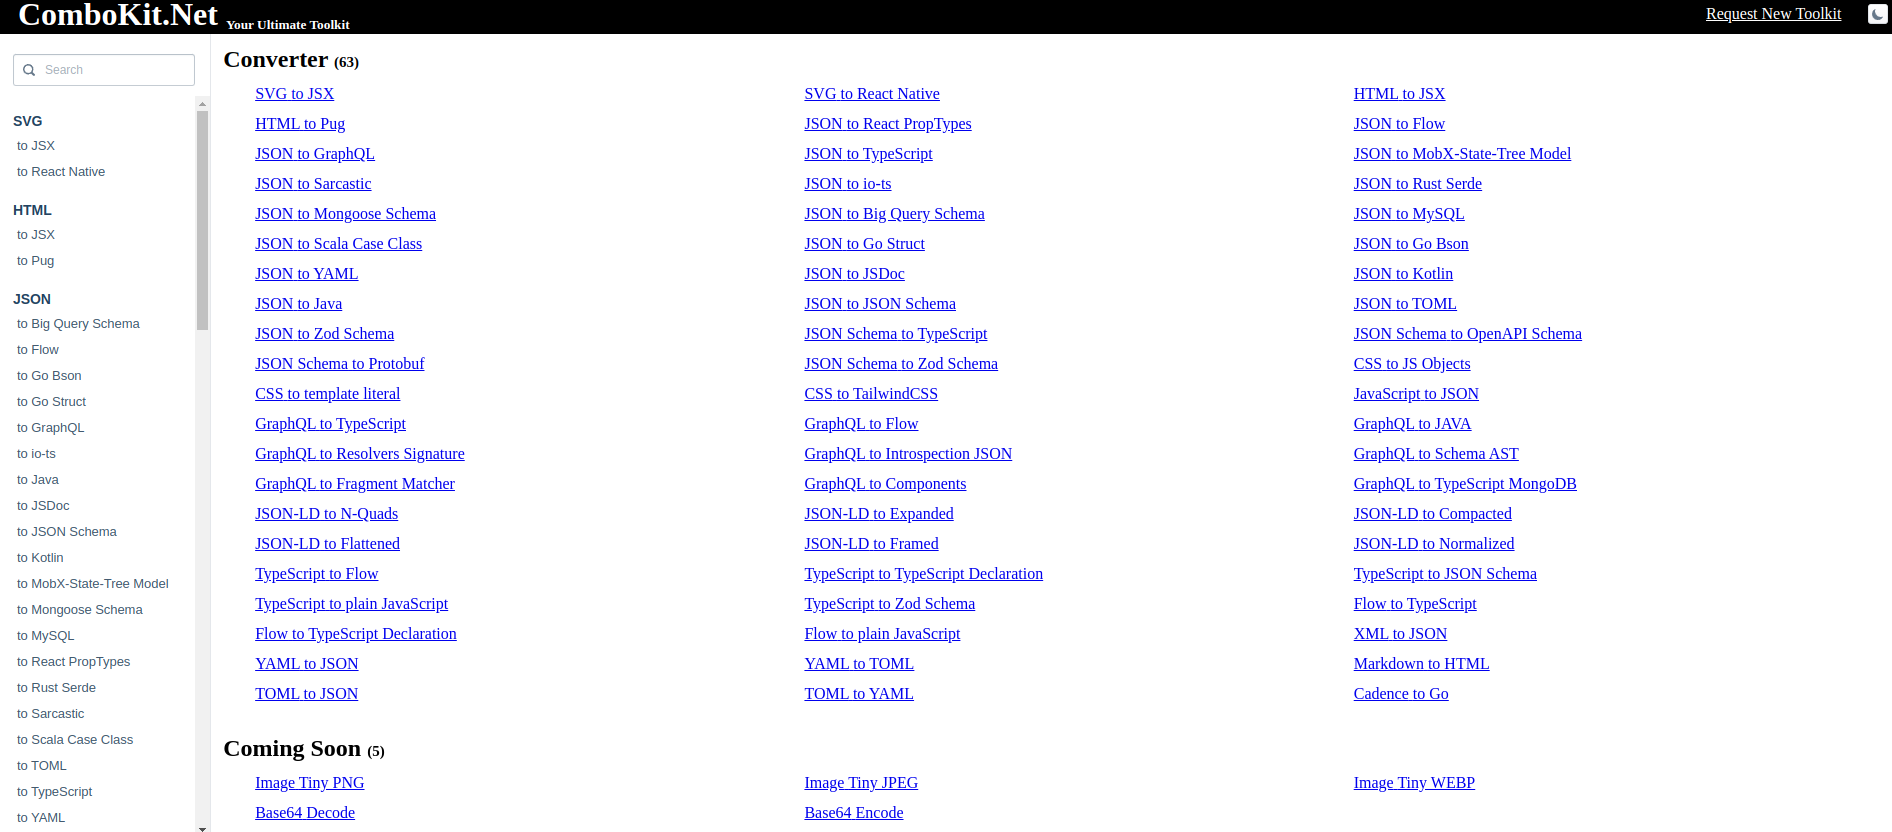 ComboKit.Net Your Ultimate Toolkit
Request New Toolkit
Search
SVG
to JSX
to React Native
HTML
to JSX
to Pug
JSON
to Big Query Schema
to Flow
to Go Bson
to Go Struct
to GraphQL
to io-ts
to Java
to JSDoc
to JSON Schema
to Kotlin
to MobX-State-Tree Model
to Mongoose Schema
to MySQL
to React PropTypes
to Rust Serde
to Sarcastic
to Scala Case Class
to TOML
to TypeScript
to YAML
Converter (63)
SVG to JSX SVG to React Native HTML to JSX
HTML to Pug JSON to React PropTypes JSON to Flow
JSON to GraphQL JSON to TypeScript JSON to MobX-State-Tree Model
JSON to Sarcastic JSON to io-ts JSON to Rust Serde
JSON to Mongoose Schema JSON to Big Query Schema JSON to MySQL
JSON to Scala Case Class JSON to Go Struct JSON to Go Bson
JSON to YAML JSON to JSDoc JSON to Kotlin
JSON to Java JSON to JSON Schema JSON to TOML
JSON to Zod Schema JSON Schema to TypeScript JSON Schema to OpenAPI Schema
JSON Schema to Protobuf JSON Schema to Zod Schema CSS to JS Objects
CSS to template literal CSS to TailwindCSS JavaScript to JSON
GraphQL to TypeScript GraphQL to Flow GraphQL to JAVA
GraphQL to Resolvers Signature GraphQL to Introspection JSON GraphQL to Schema AST
GraphQL to Fragment Matcher GraphQL to Components GraphQL to TypeScript MongoDB
JSON-LD to N-Quads JSON-LD to Expanded JSON-LD to Compacted
JSON-LD to Flattened JSON-LD to Framed JSON-LD to Normalized
TypeScript to Flow TypeScript to TypeScript Declaration TypeScript to JSON Schema
TypeScript to plain JavaScript TypeScript to Zod Schema Flow to TypeScript
Flow to TypeScript Declaration Flow to plain JavaScript XML to JSON
YAML to JSON YAML to TOML Markdown to HTML
TOML to JSON TOML to YAML Cadence to Go
Coming Soon (5)
Image Tiny PNG Image Tiny JPEG Image Tiny WEBP
Base64 Decode Base64 Encode